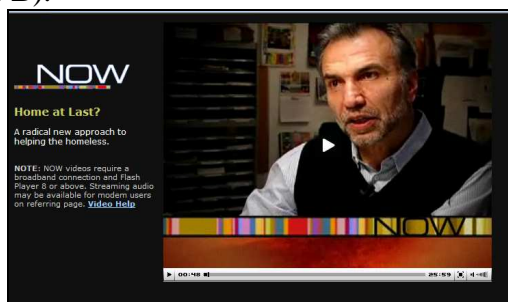 NOW
Home at Last?
A radical new approach to
helping the homeless.
NOTE: NOW videos require a
broadband connection and Flash
Player 8 or above. Streaming audio
may be available for modem users
on referring page. Video Help
NOW
00:48
25:59